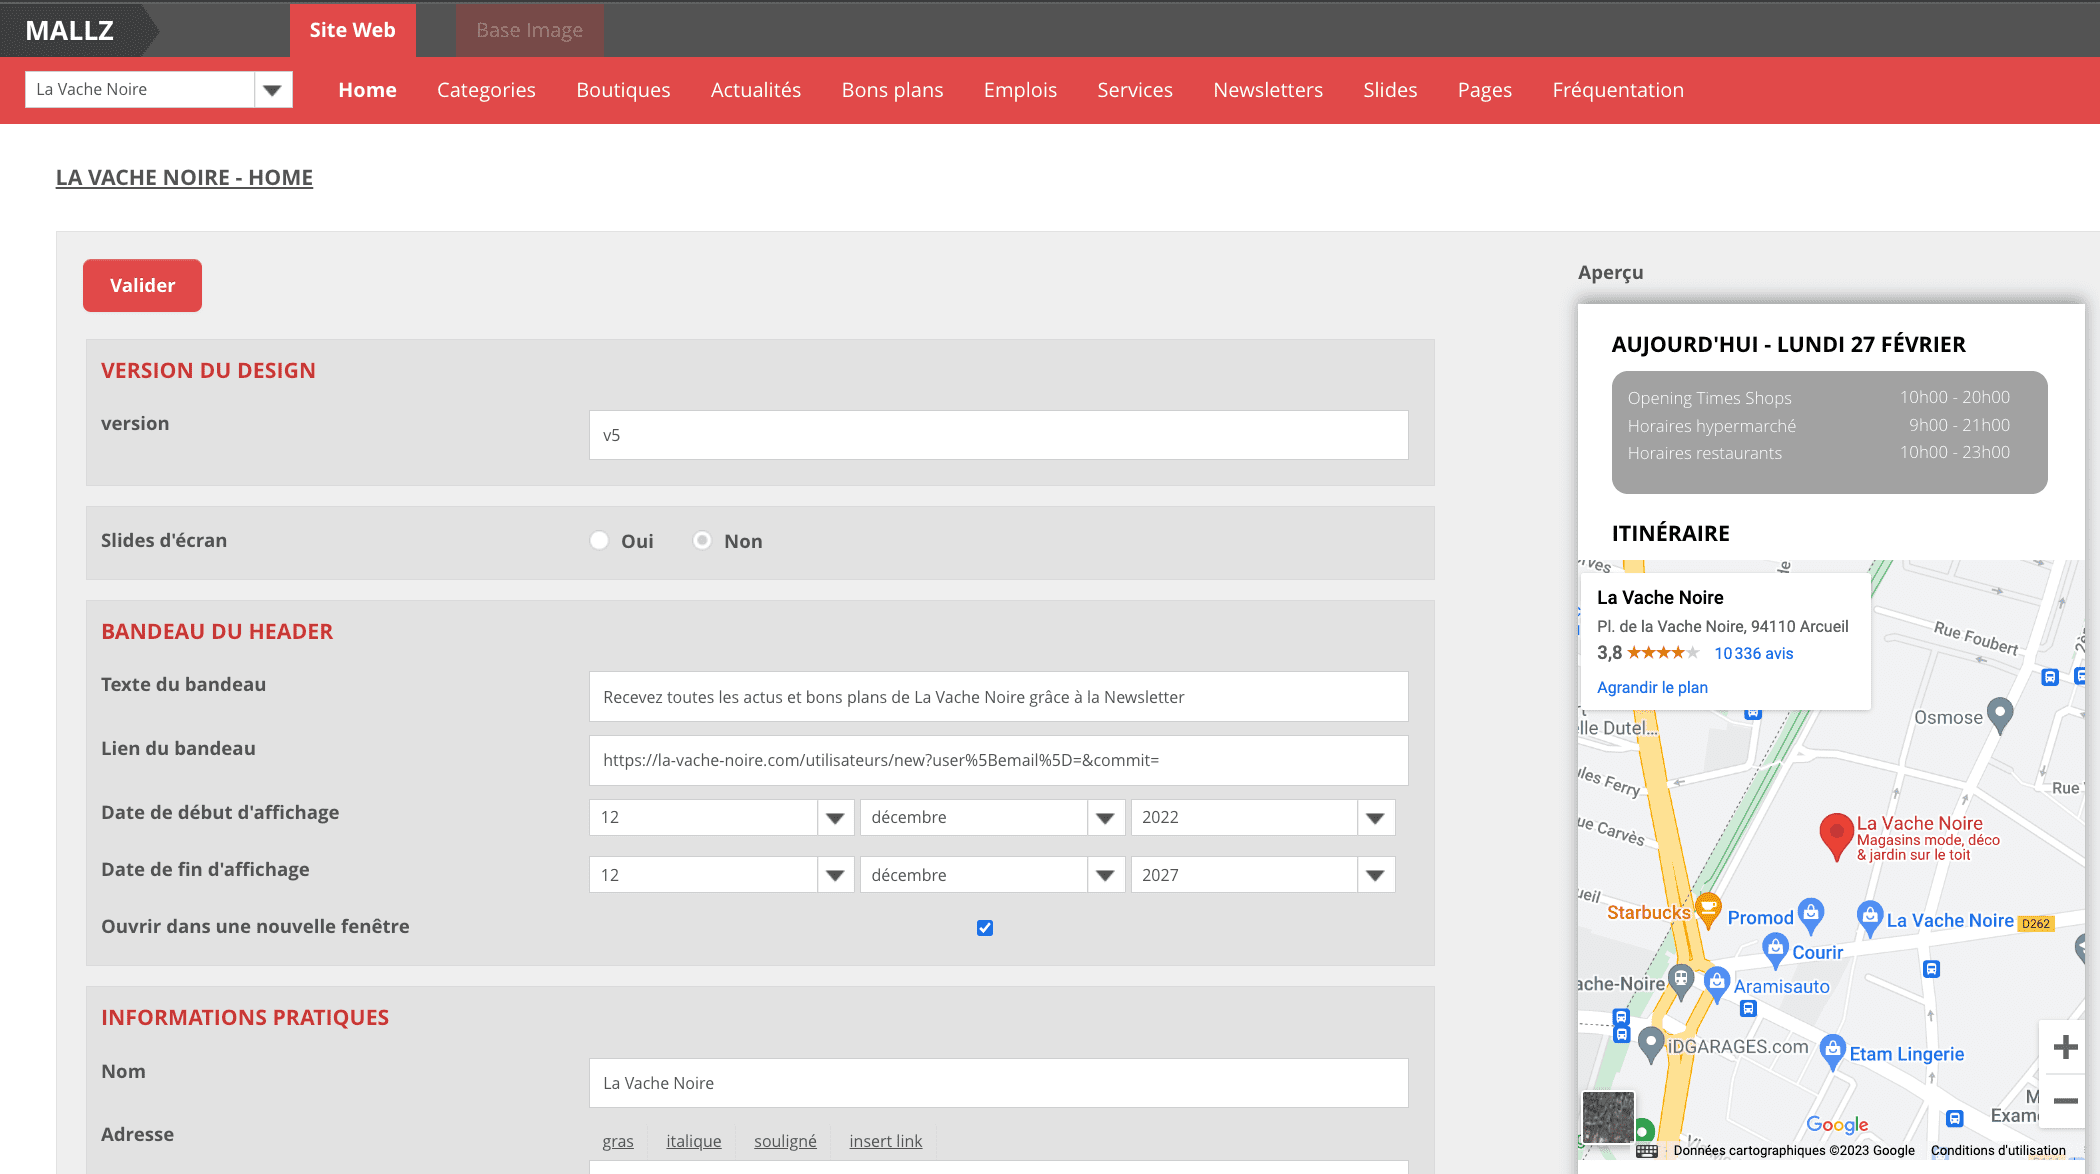 MALLZ
Site Web
Base Image
La Vache Noire
Home
Categories
Boutiques
Actualités
Bons plans
Emplois
Services
Newsletters
Slides
Pages
Fréquentation
LA VACHE NOIRE - HOME
Valider
VERSION DU DESIGN
version
v5
Slides d'écran
Oui
Non
BANDEAU DU HEADER
Texte du bandeau
Recevez toutes les actus et bons plans de La Vache Noire grâce à la Newsletter
Lien du bandeau
https://la-vache-noire.com/utilisateurs/new?user%5Bemail%5D=&commit=
Date de début d'affichage
12
décembre
2022
Date de fin d'affichage
12
décembre
2027
Ouvrir dans une nouvelle fenêtre
INFORMATIONS PRATIQUES
Nom
La Vache Noire
Adresse
gras
italique
souligné
insert link
Aperçu
AUJOURD'HUI - LUNDI 27 FÉVRIER
Opening Times Shops 10h00 - 20h00
Horaires hypermarché 9h00 - 21h00
Horaires restaurants 10h00 - 23h00
ITINÉRAIRE
La Vache Noire
Pl. de la Vache Noire, 94110 Arcueil
3,8
10 336 avis
Agrandir le plan
Rue Foubert
Osmose
elle Dutel...
ules Ferry
Rue
ue Carvès
La Vache Noire
Magasins mode, déco
& jardin sur le toit
Starbucks
Promod
La Vache Noire
D262
Courir
ache-Noire
Aramisauto
iDGARAGES.com
Etam Lingerie
Exam
Google
Données cartographiques ©2023 Google
Conditions d'utilisation